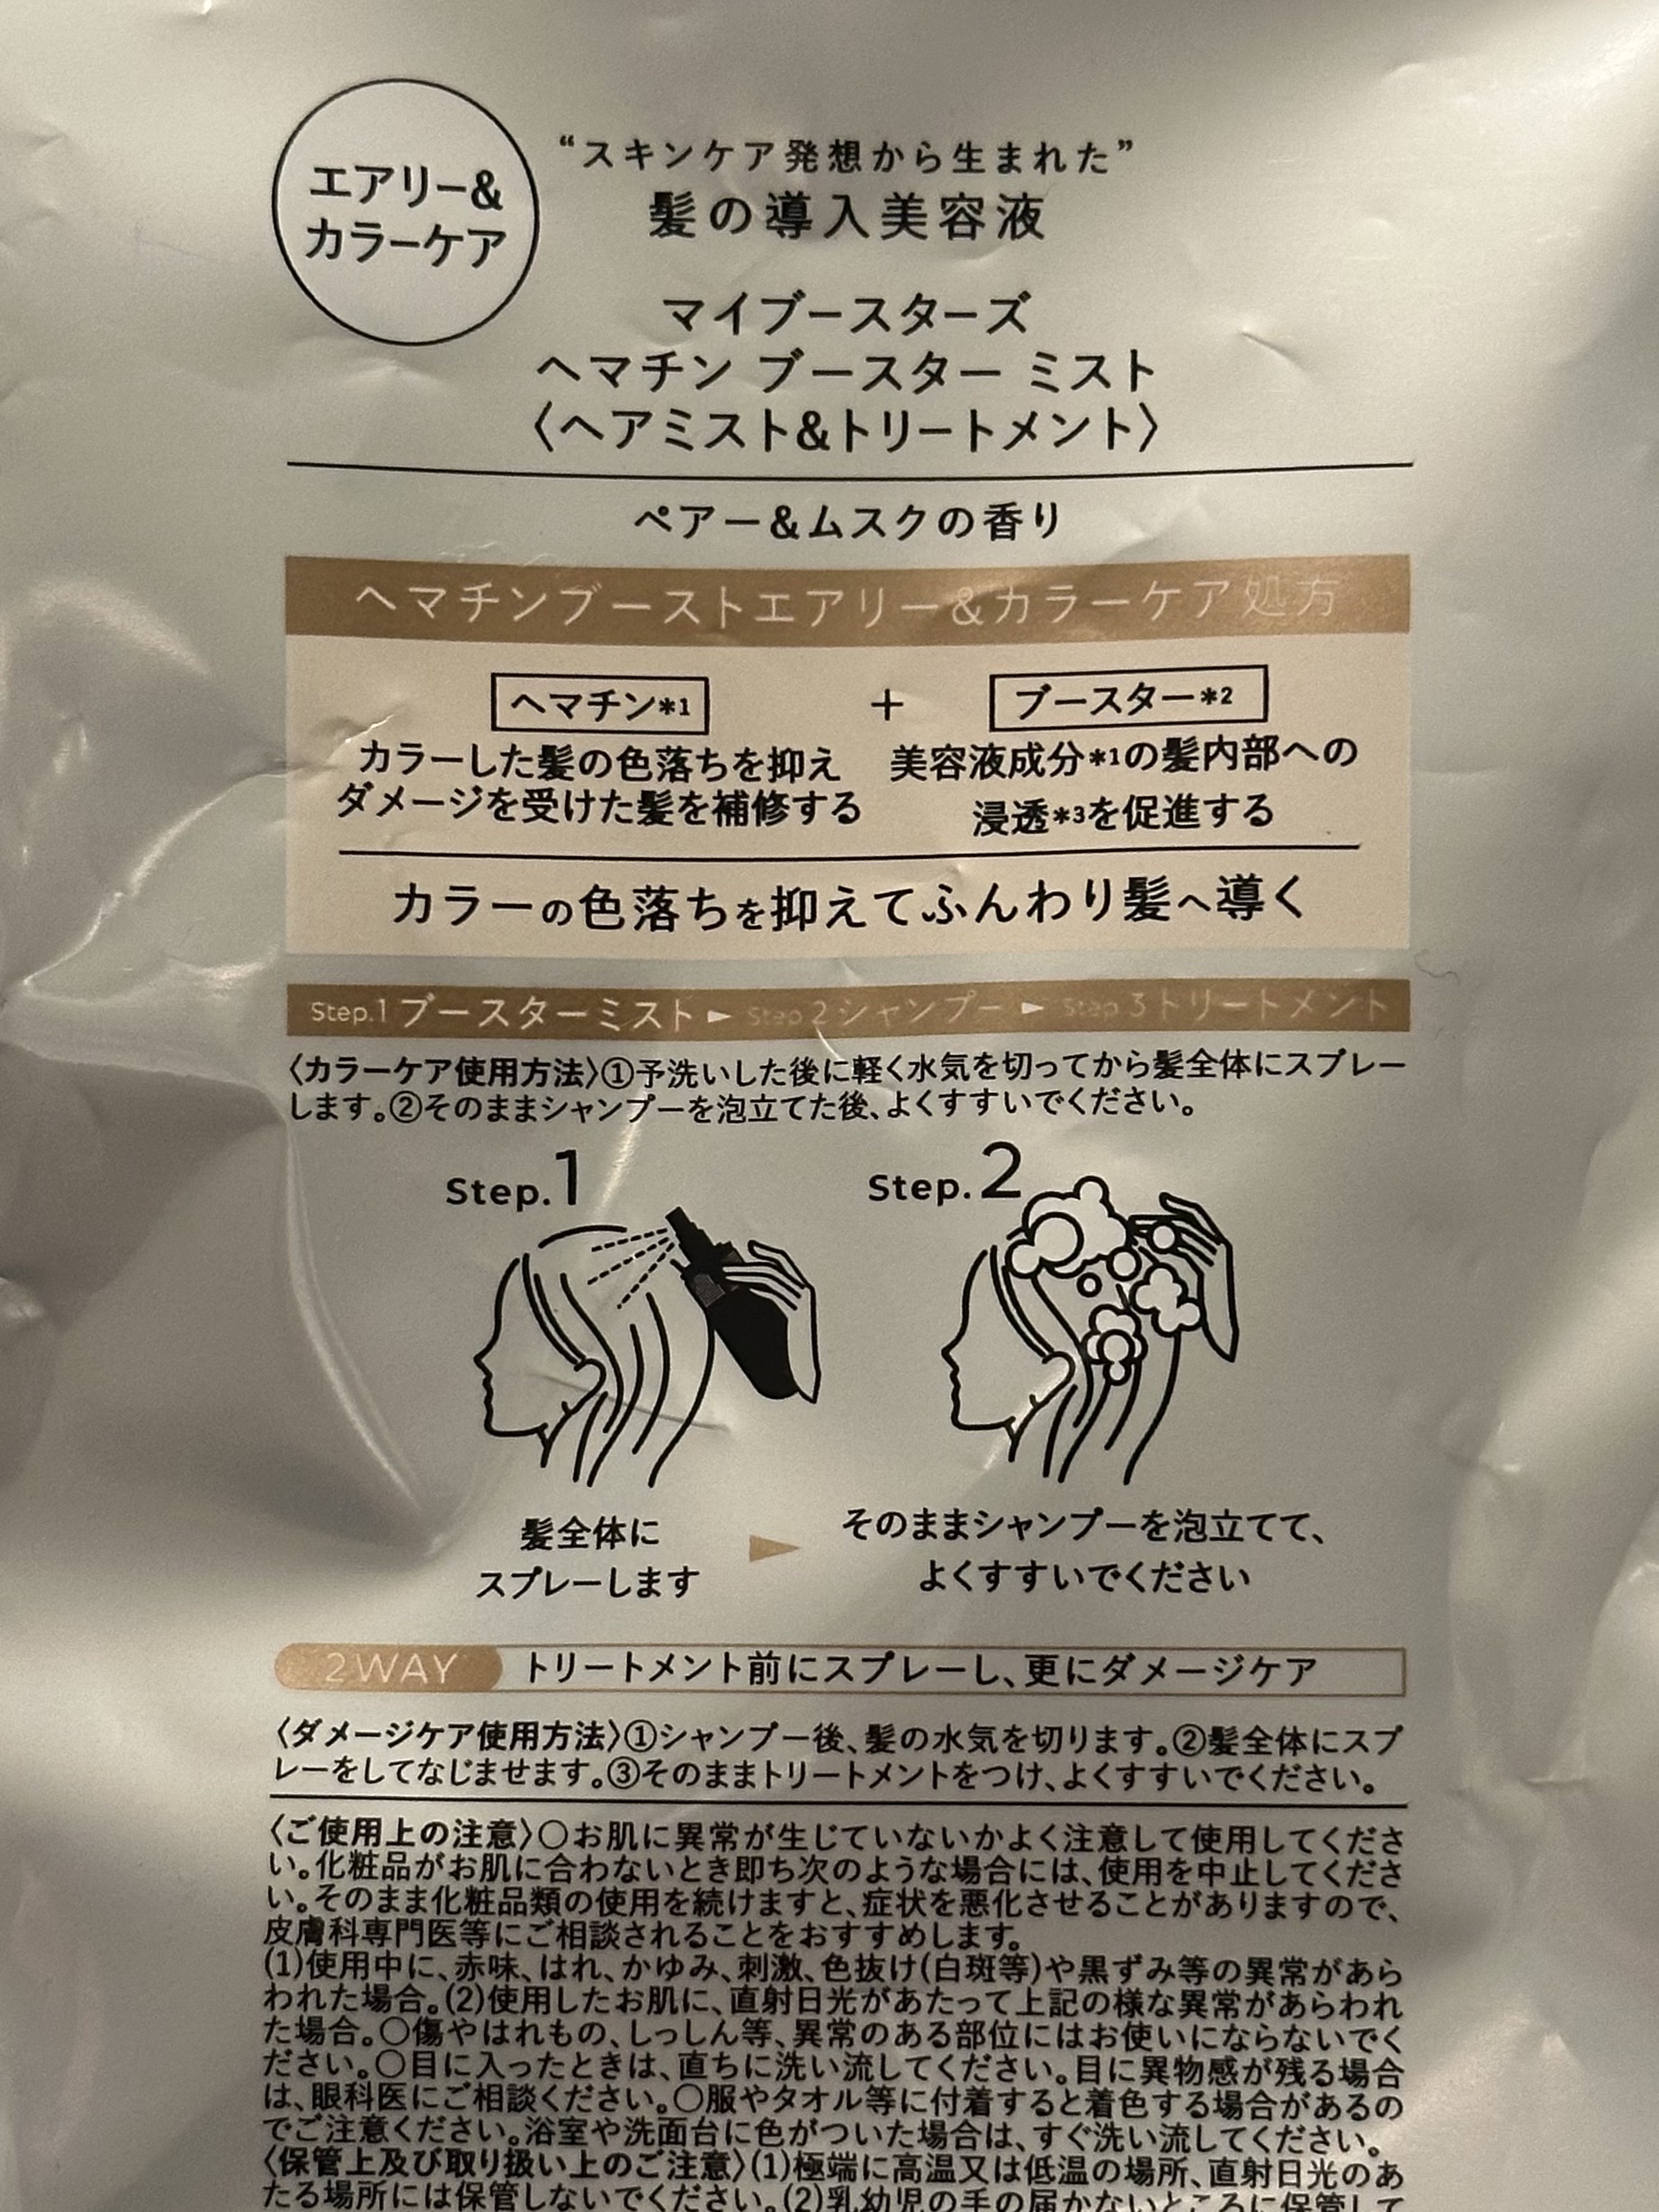 エアリー&
カラーケア
“スキンケア発想から生まれた”
髪の導入美容液
マイブースターズ
ヘマチン ブースター ミスト
〈ヘアミスト&トリートメント〉
ペアー&ムスクの香り
ヘマチンブーストエアリー&カラーケア処方
ヘマチン*1 + ブースター*2
カラーした髪の色落ちを抑え
ダメージを受けた髪を補修する
美容液成分*1の髪内部への
浸透*3を促進する
カラーの色落ちを抑えてふんわり髪へ導く
Step.1 ブースターミスト ► Step.2 シャンプー ► Step.3 トリートメント
〈カラーケア使用方法〉①予洗いした後に軽く水気を切ってから髪全体にスプレー
します。②そのままシャンプーを泡立てた後、よくすすいでください。
Step.1
Step.2
髪全体に
スプレーします
そのままシャンプーを泡立てて、
よくすすいでください
2WAY トリートメント前にスプレーし、更にダメージケア
〈ダメージケア使用方法〉①シャンプー後、髪の水気を切ります。②髪全体にスプ
レーをしてなじませます。③そのままトリートメントをつけ、よくすすいでください。
〈ご使用上の注意〉○お肌に異常が生じていないかよく注意して使用してくださ
い。化粧品がお肌に合わないとき即ち次のような場合には、使用を中止してくださ
い。そのまま化粧品類の使用を続けますと、症状を悪化させることがありますので、
皮膚科専門医等にご相談されることをおすすめします。
(1)使用中に、赤味、はれ、かゆみ、刺激、色抜け(白斑等)や黒ずみ等の異常があら
われた場合。(2)使用したお肌に、直射日光があたって上記の様な異常があらわれ
た場合。○傷やはれもの、しっしん等、異常のある部位にはお使いにならないでく
ださい。○目に入ったときは、直ちに洗い流してください。目に異物感が残る場合
は、眼科医にご相談ください。○服やタオル等に付着すると着色する場合があるの
でご注意ください。浴室や洗面台に色がついた場合は、すぐ洗い流してください。
〈保管上及び取り扱い上のご注意〉(1)極端に高温又は低温の場所、直射日光のあ
たる場所には保管しないでください。(2)乳幼児の手の届かないところに保管して